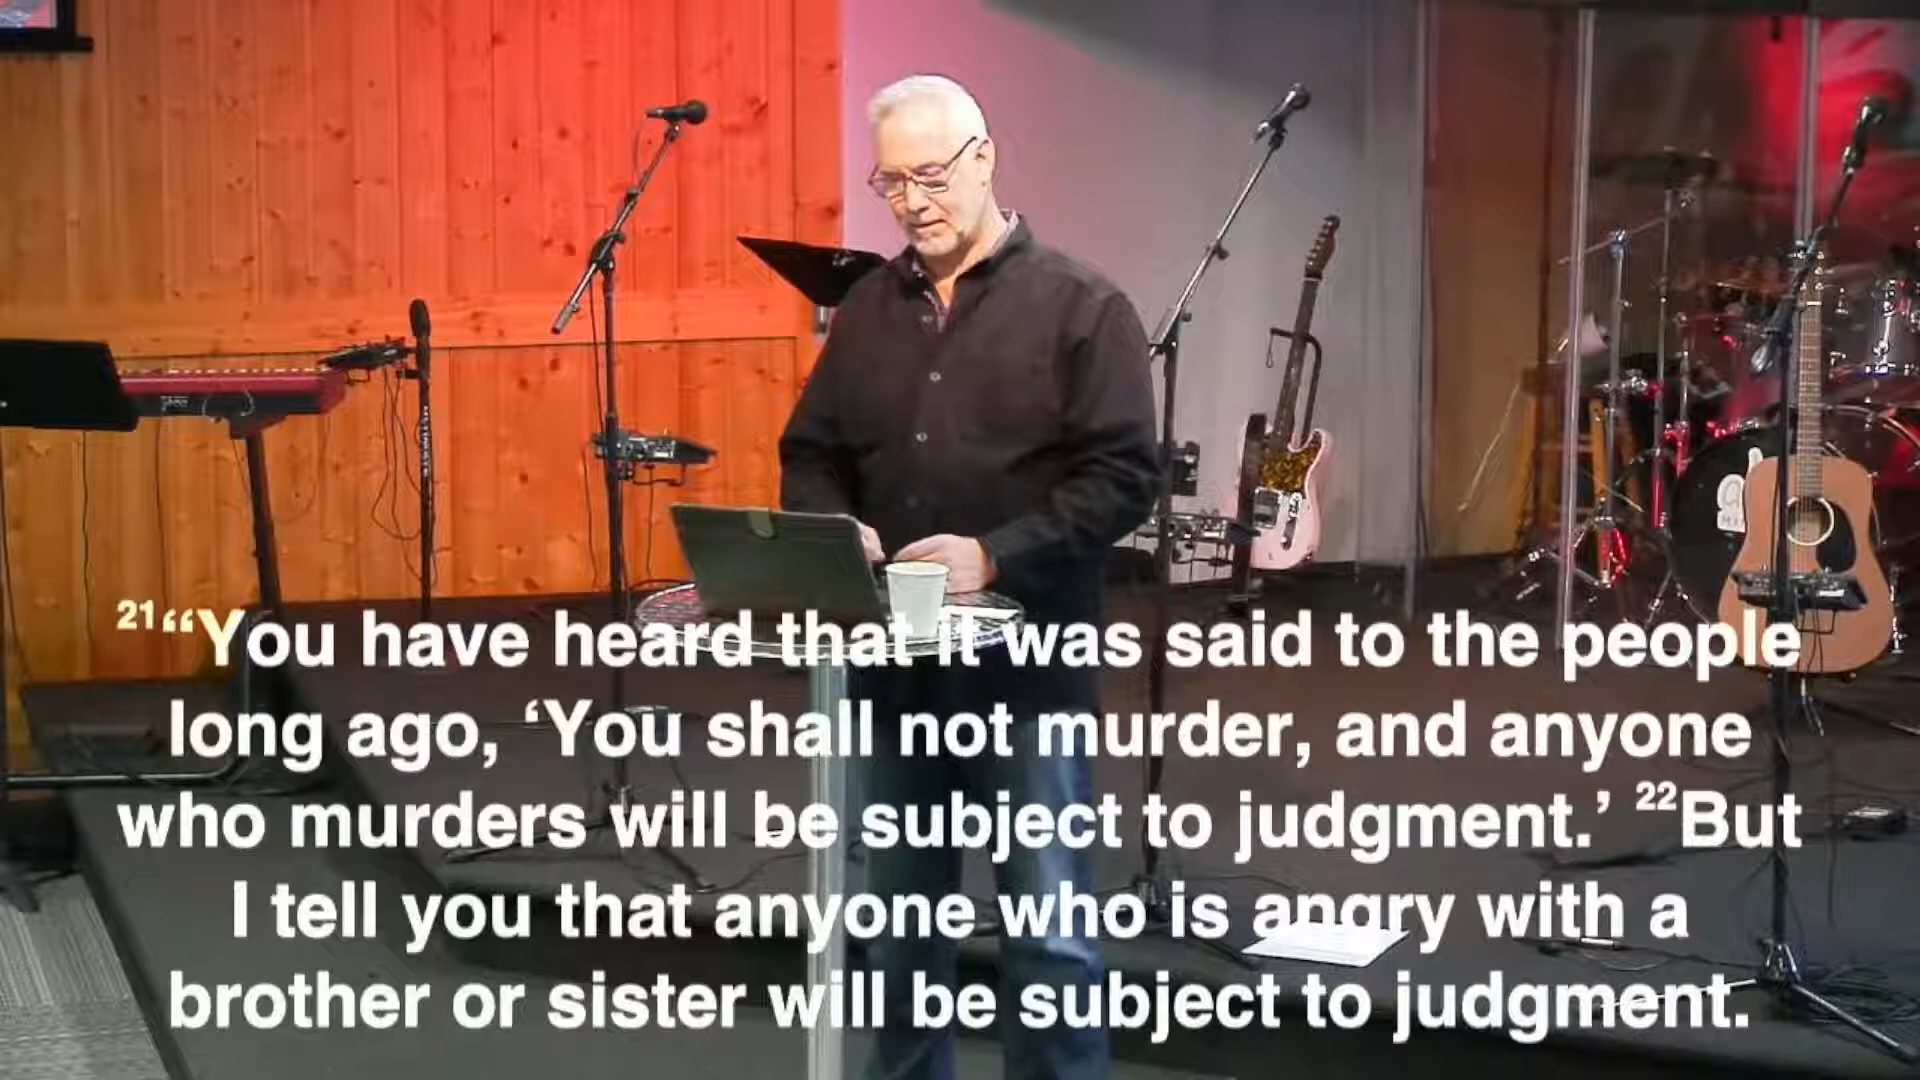 21 “You have heard that it was said to the people
long ago, ‘You shall not murder, and anyone
who murders will be subject to judgment.’ 22 But
I tell you that anyone who is angry with a
brother or sister will be subject to judgment.